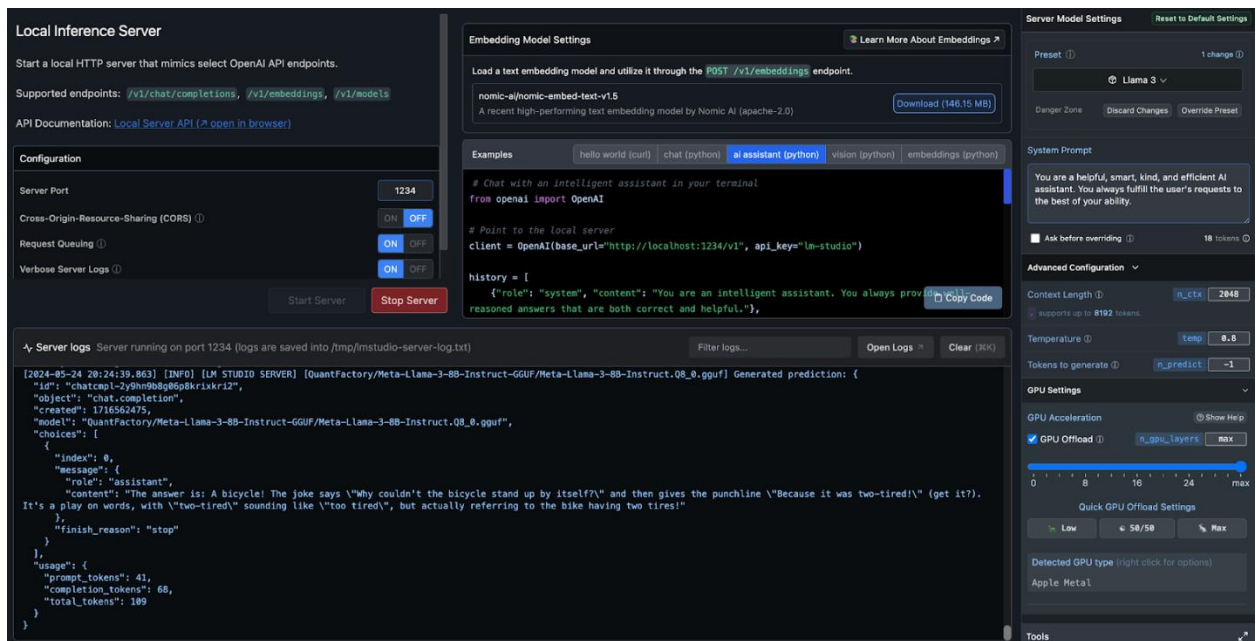 Local Inference Server
Start a local HTTP server that mimics select OpenAI API endpoints.
Supported endpoints: /v1/chat/completions, /v1/embeddings, /v1/models
API Documentation: Local Server API (↗ open in browser)
Configuration
Server Port 1234
Cross-Origin-Resource-Sharing (CORS) ⓘ ON OFF
Request Queuing ⓘ ON OFF
Verbose Server Logs ⓘ ON OFF
Start Server Stop Server
Embedding Model Settings Learn More About Embeddings ↗
Load a text embedding model and utilize it through the POST /v1/embeddings endpoint.
nomic-ai/nomic-embed-text-v1.5
A recent high-performing text embedding model by Nomic AI (apache-2.0)
Download (146.15 MB)
Examples hello world (curl) chat (python) ai assistant (python) vision (python) embeddings (python)
# Chat with an intelligent assistant in your terminal
from openai import OpenAI
# Point to the local server
client = OpenAI(base_url="http://localhost:1234/v1", api_key="lm-studio")
history = [
{"role": "system", "content": "You are an intelligent assistant. You always provide well-
reasoned answers that are both correct and helpful."},
Copy Code
Server logs Server running on port 1234 (logs are saved into /tmp/lmstudio-server-log.txt) Filter logs... Open Logs ↗ Clear (⌘K)
[2024-05-24 20:24:39.863] [INFO] [LM STUDIO SERVER] [QuantFactory/Meta-Llama-3-8B-Instruct-GGUF/Meta-Llama-3-8B-Instruct.Q8_0.gguf] Generated prediction: {
"id": "chatcmpl-2y9hn9b8g06p8krixkri2",
"object": "chat.completion",
"created": 1716562475,
"model": "QuantFactory/Meta-Llama-3-8B-Instruct-GGUF/Meta-Llama-3-8B-Instruct.Q8_0.gguf",
"choices": [
{
"index": 0,
"message": {
"role": "assistant",
"content": "The answer is: A bicycle! The joke says \"Why couldn't the bicycle stand up by itself?\" and then gives the punchline \"Because it was two-tired!\" (get it?).
It's a play on words, with \"two-tired\" sounding like \"too tired\", but actually referring to the bike having two tires!"
},
"finish_reason": "stop"
}
],
"usage": {
"prompt_tokens": 41,
"completion_tokens": 68,
"total_tokens": 109
}
}
Server Model Settings Reset to Default Settings
Preset ⓘ 1 change ⓘ
Llama 3
Danger Zone Discard Changes Override Preset
System Prompt
You are a helpful, smart, kind, and efficient AI
assistant. You always fulfill the user's requests to
the best of your ability.
Ask before overriding ⓘ 18 tokens ⓘ
Advanced Configuration
Context Length ⓘ n_ctx 2048
supports up to 8192 tokens.
Temperature ⓘ temp 0.8
Tokens to generate ⓘ n_predict -1
GPU Settings
GPU Acceleration Show Help
GPU Offload ⓘ n_gpu_layers max
0 8 16 24 max
Quick GPU Offload Settings
Low 50/50 Max
Detected GPU type (right click for options)
Apple Metal
Tools